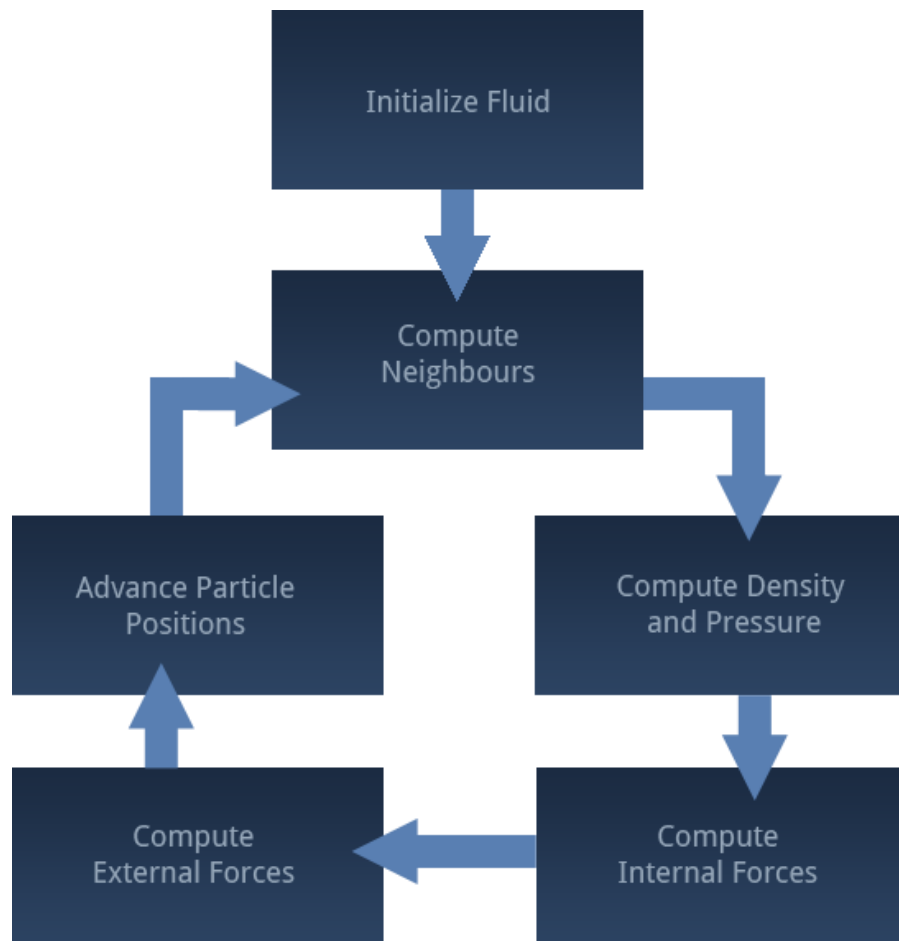 Initialize Fluid
Compute
Neighbours
Compute Density
and Pressure
Compute
Internal Forces
Compute
External Forces
Advance Particle
Positions